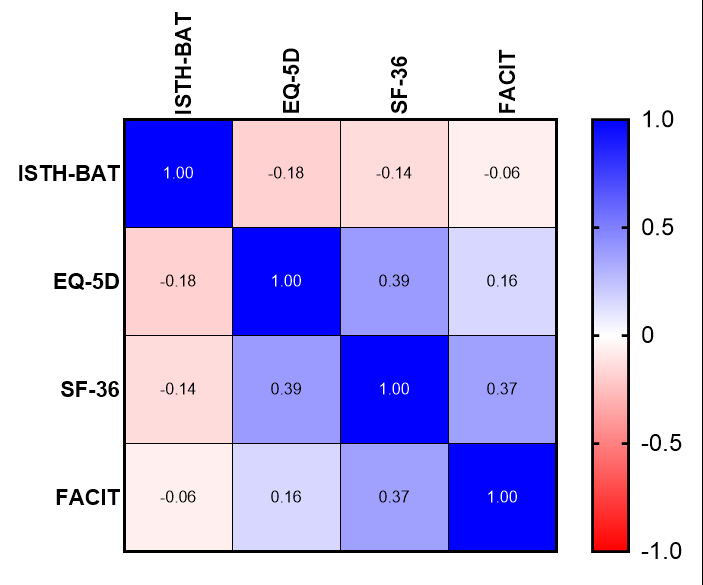 ISTH-BAT EQ-5D SF-36 FACIT
ISTH-BAT 1.00 -0.18 -0.14 -0.06
EQ-5D -0.18 1.00 0.39 0.16
SF-36 -0.14 0.39 1.00 0.37
FACIT -0.06 0.16 0.37 1.00
1.0
0.5
0
-0.5
-1.0